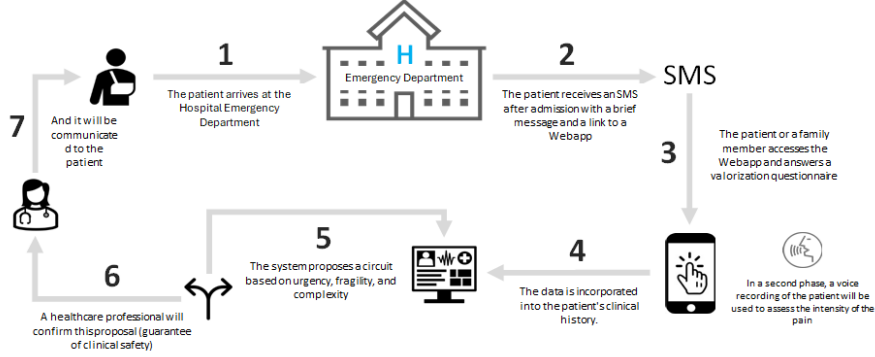 1
The patient arrives at the
Hospital Emergency
Department
H
Emergency Department
2
The patient receives an SMS
after admission with a brief
message and a link to a
Webapp
SMS
3
The patient or a family
member accesses the
Webapp and answers a
valorization questionnaire
In a second phase, a voice
recording of the patient will be
used to assess the intensity of the
pain
4
The data is incorporated
into the patient's clinical
history.
5
The system proposes a circuit
based on urgency, fragility, and
complexity
6
A healthcare professional will
confirm thisproposal (guarantee
of clinical safety)
7
And it will be
communicate
d to the
patient